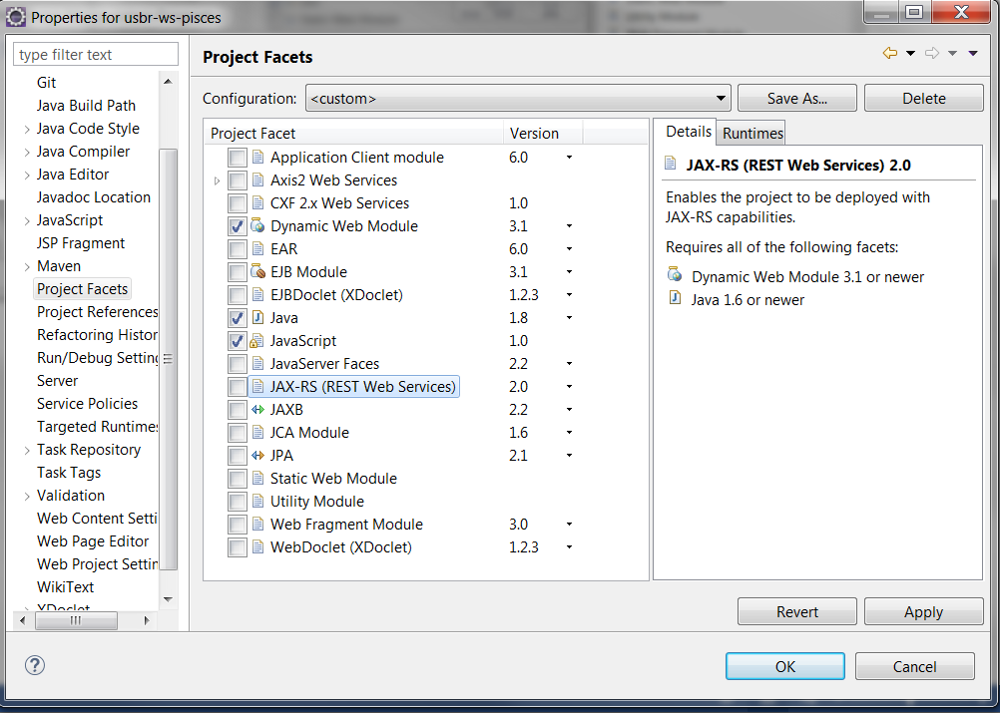 Properties for usbr-ws-pisces
type filter text
Git
Java Build Path
Java Code Style
Java Compiler
Java Editor
Javadoc Location
JavaScript
JSP Fragment
Maven
Project Facets
Project References
Refactoring Histor
Run/Debug Setting
Server
Service Policies
Targeted Runtimes
Task Repository
Task Tags
Validation
Web Content Setti
Web Page Editor
Web Project Settin
WikiText
XDoclet
Project Facets
Configuration: <custom> Save As... Delete
Project Facet Version
Application Client module 6.0
Axis2 Web Services
CXF 2.x Web Services 1.0
Dynamic Web Module 3.1
EAR 6.0
EJB Module 3.1
EJBDoclet (XDoclet) 1.2.3
Java 1.8
JavaScript 1.0
JavaServer Faces 2.2
JAX-RS (REST Web Services) 2.0
JAXB 2.2
JCA Module 1.6
JPA 2.1
Static Web Module
Utility Module
Web Fragment Module 3.0
WebDoclet (XDoclet) 1.2.3
Details Runtimes
JAX-RS (REST Web Services) 2.0
Enables the project to be deployed with
JAX-RS capabilities.
Requires all of the following facets:
Dynamic Web Module 3.1 or newer
Java 1.6 or newer
Revert Apply
OK Cancel